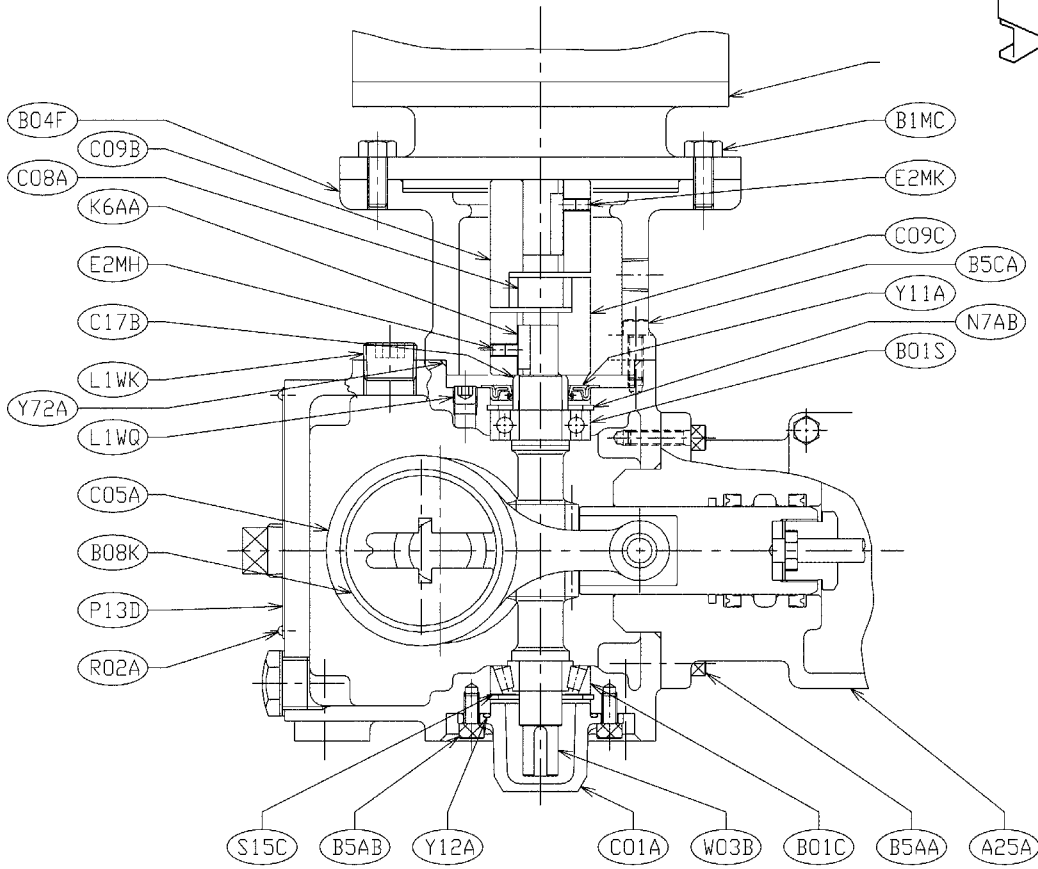 B04F
C09B
C08A
K6AA
E2MH
C17B
L1WK
Y72A
L1WQ
C05A
B08K
P13D
R02A
B1MC
E2MK
C09C
B5CA
Y11A
N7AB
B01S
S15C
B5AB
Y12A
C01A
W03B
B01C
B5AA
A25A